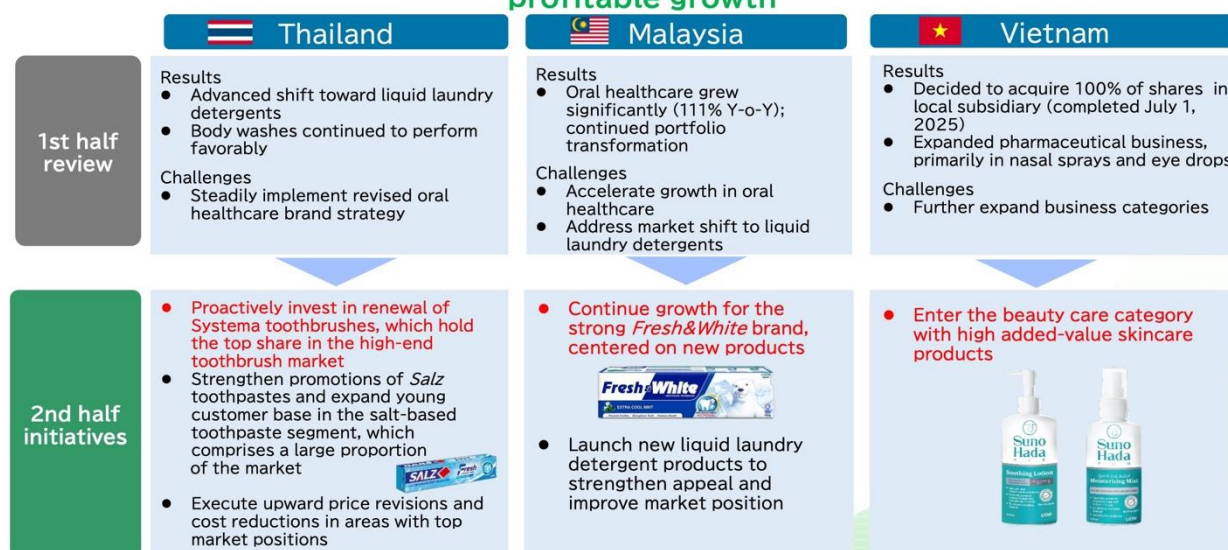 profitable growth
Thailand
Malaysia
Vietnam
1st half
review
Results
● Advanced shift toward liquid laundry
detergents
● Body washes continued to perform
favorably
Challenges
● Steadily implement revised oral
healthcare brand strategy
Results
● Oral healthcare grew
significantly (111% Y-o-Y);
continued portfolio
transformation
Challenges
● Accelerate growth in oral
healthcare
● Address market shift to liquid
laundry detergents
Results
● Decided to acquire 100% of shares in
local subsidiary (completed July 1,
2025)
● Expanded pharmaceutical business,
primarily in nasal sprays and eye drops
Challenges
● Further expand business categories
2nd half
initiatives
● Proactively invest in renewal of
Systema toothbrushes, which hold
the top share in the high-end
toothbrush market
● Strengthen promotions of Salz
toothpastes and expand young
customer base in the salt-based
toothpaste segment, which
comprises a large proportion
of the market
SALZ Fresh
● Execute upward price revisions and
cost reductions in areas with top
market positions
● Continue growth for the
strong Fresh&White brand,
centered on new products
Fresh&White
EXTRA COOL MINT
● Launch new liquid laundry
detergent products to
strengthen appeal and
improve market position
● Enter the beauty care category
with high added-value skincare
products
Suno
Hada
Soothing Lotion
Suno
Hada
Moisturizing Mist